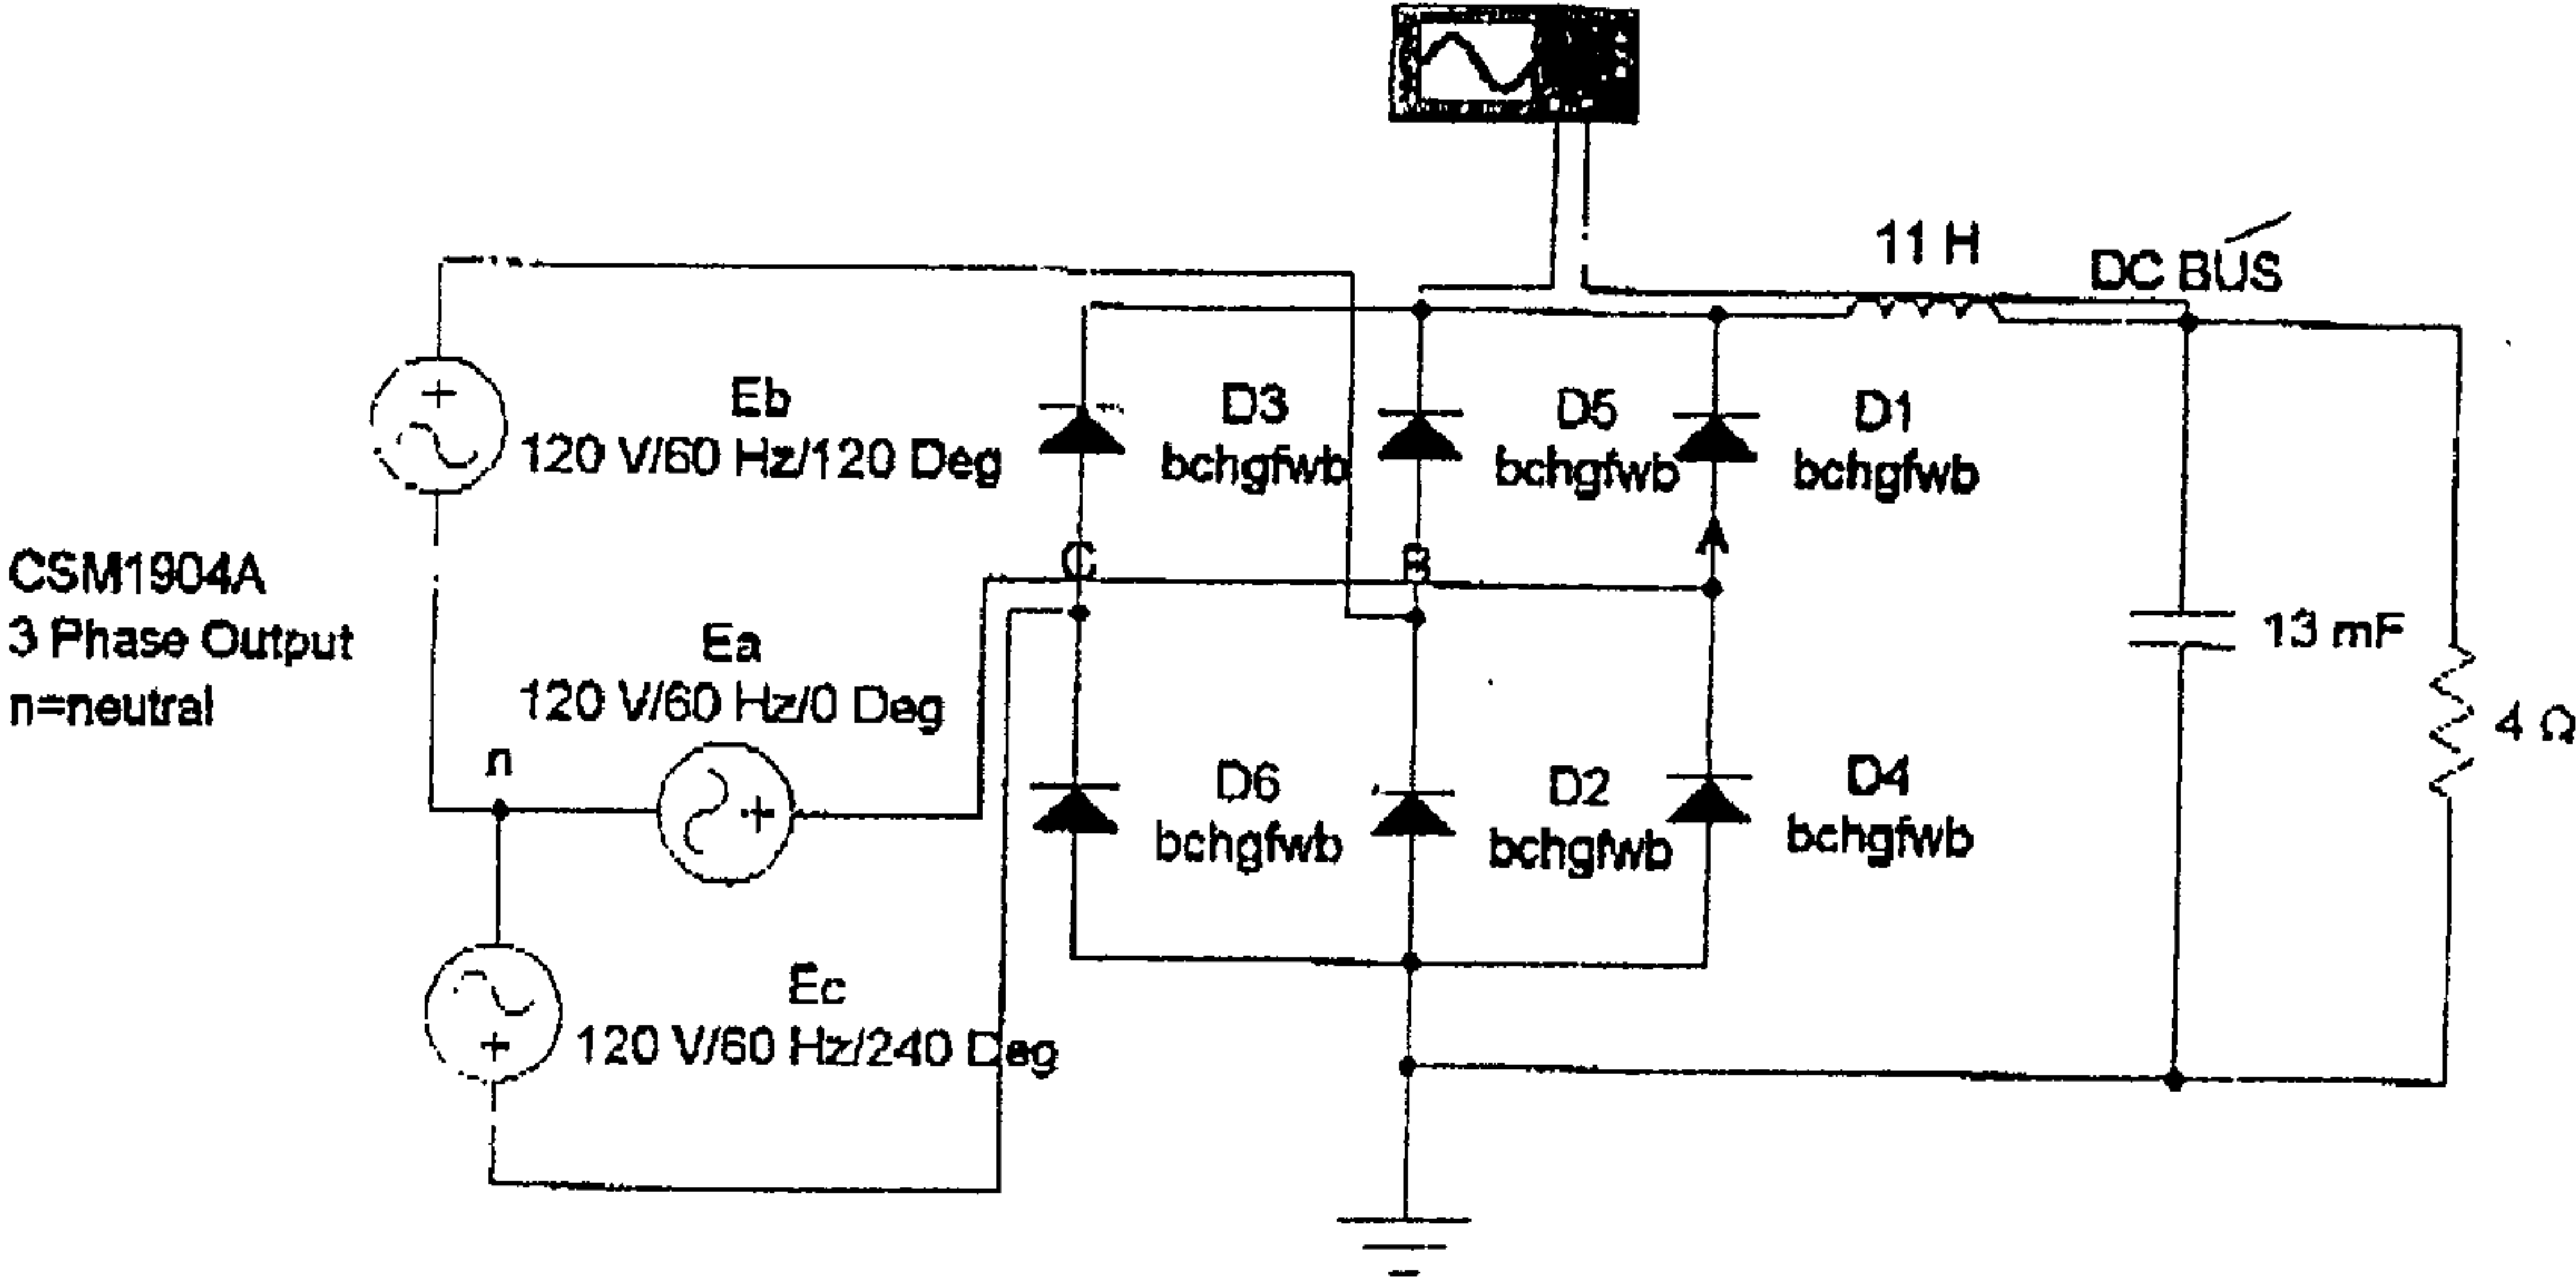 11 H
DC BUS
Eb
120 V/60 Hz/120 Deg
D3
bchgfwb
D5
bchgfwb
D1
bchgfwb
CSM1904A
3 Phase Output
n=neutral
C
B
A
Ea
120 V/60 Hz/0 Deg
n
13 mF
4 Ω
D6
bchgfwb
D2
bchgfwb
D4
bchgfwb
Ec
120 V/60 Hz/240 Deg